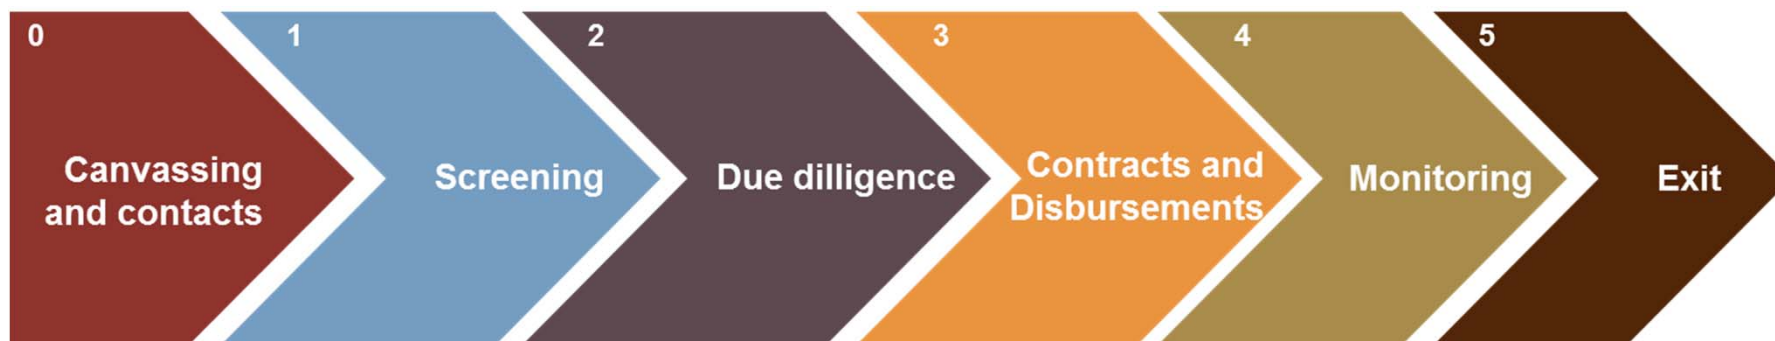 0
Canvassing
and contacts
1
Screening
2
Due dilligence
3
Contracts and
Disbursements
4
Monitoring
5
Exit